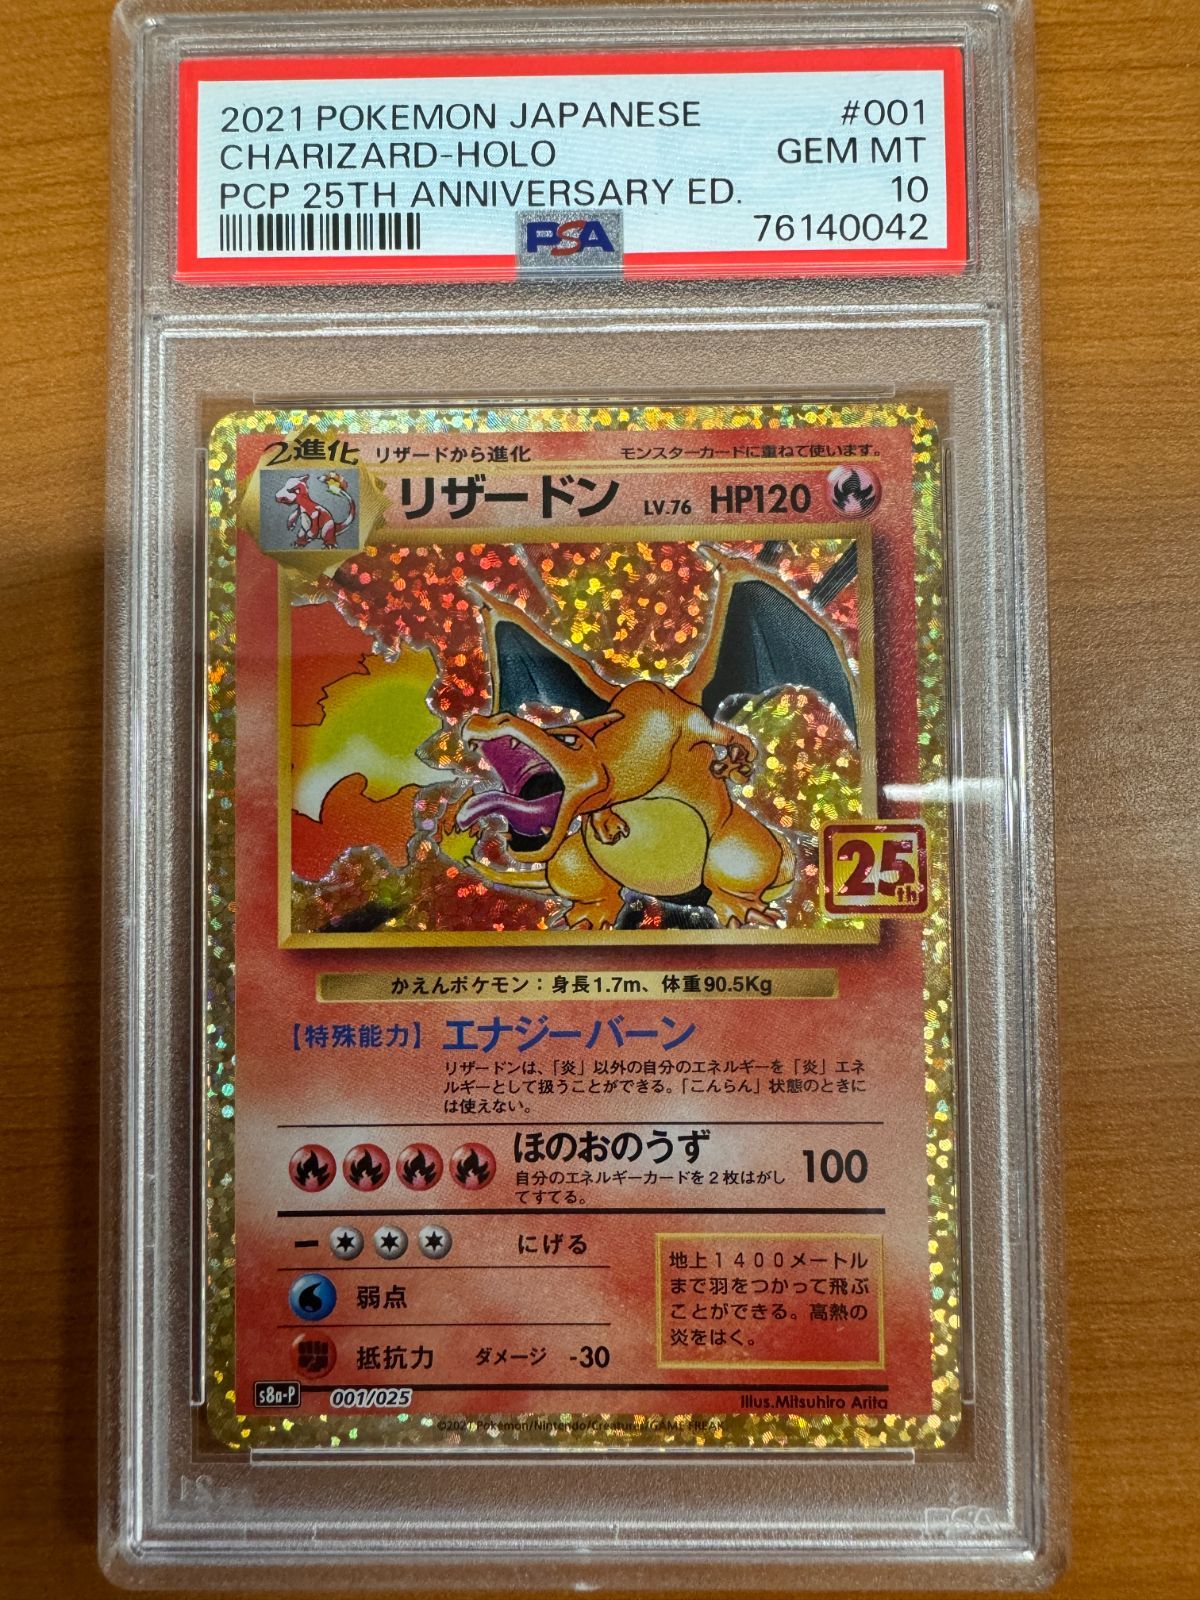 2021 POKEMON JAPANESE #001
CHARIZARD-HOLO GEM MT
PCP 25TH ANNIVERSARY ED. 10
PSA 76140042
2進化 リザードから進化 モンスターカードに重ねて使います。
リザードン LV.76 HP120
25th
かえんポケモン：身長1.7m、体重90.5Kg
【特殊能力】 エナジーバーン
リザードンは、「炎」以外の自分のエネルギーを「炎」エネ
ルギーとして扱うことができる。「こんらん」状態のときに
は使えない。
ほのおのうず 100
自分のエネルギーカードを2枚はがし
てすてる。
ー にげる
弱点
抵抗力 ダメージ -30
地上１４００メートル
まで羽をつかって飛ぶ
ことができる。高熱の
炎をはく。
s8a-P 001/025 Illus.Mitsuhiro Arita
©2021 Pokémon/Nintendo/Creatures/GAME FREAK
PSA